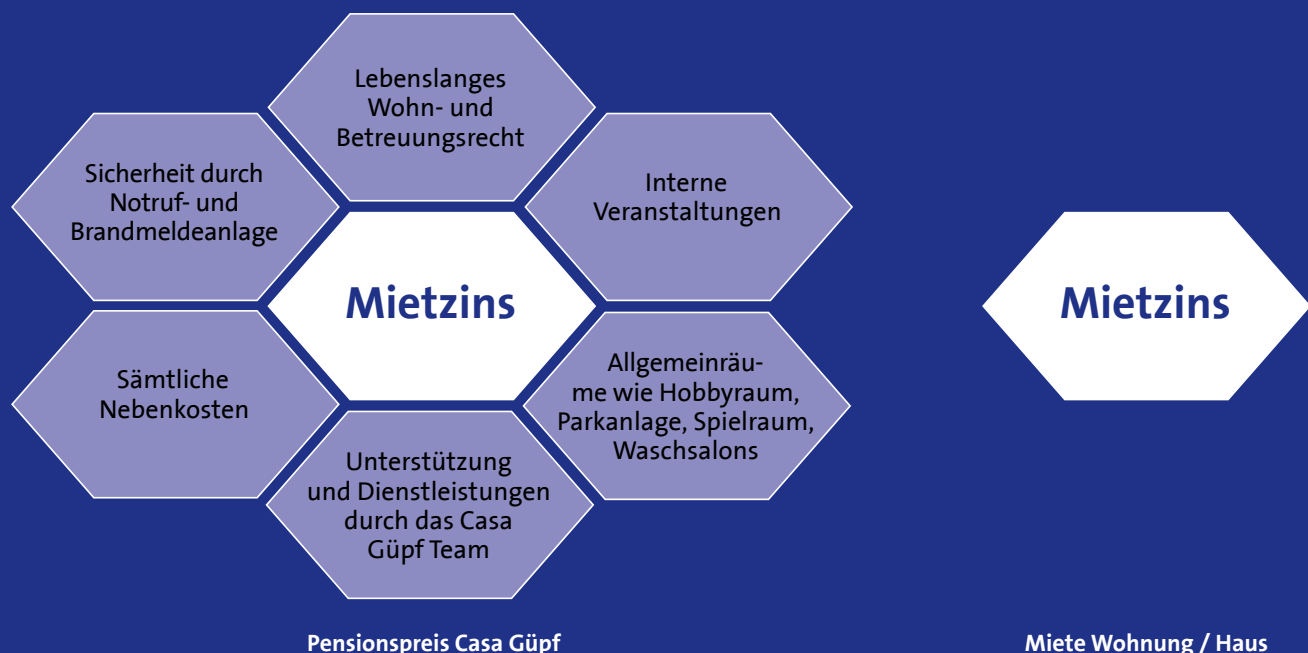 Lebenslanges
Wohn- und
Betreuungsrecht
Sicherheit durch
Notruf- und
Brandmeldeanlage
Interne
Veranstaltungen
Mietzins
Sämtliche
Nebenkosten
Allgemeinräu-
me wie Hobbyraum,
Parkanlage, Spielraum,
Waschsalons
Unterstützung
und Dienstleistungen
durch das Casa
Güpf Team
Pensionspreis Casa Güpf
Mietzins
Miete Wohnung / Haus